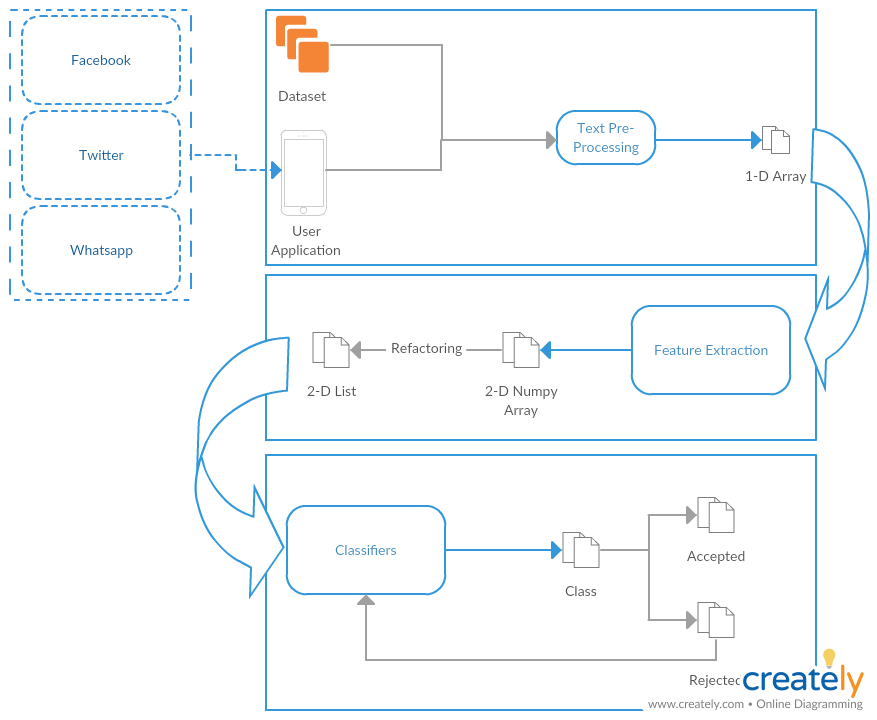 Facebook
Twitter
Whatsapp
Dataset
User
Application
Text Pre-
Processing
1-D Array
Feature Extraction
2-D Numpy
Array
Refactoring
2-D List
Classifiers
Class
Accepted
Rejected
creately
www.creately.com • Online Diagramming